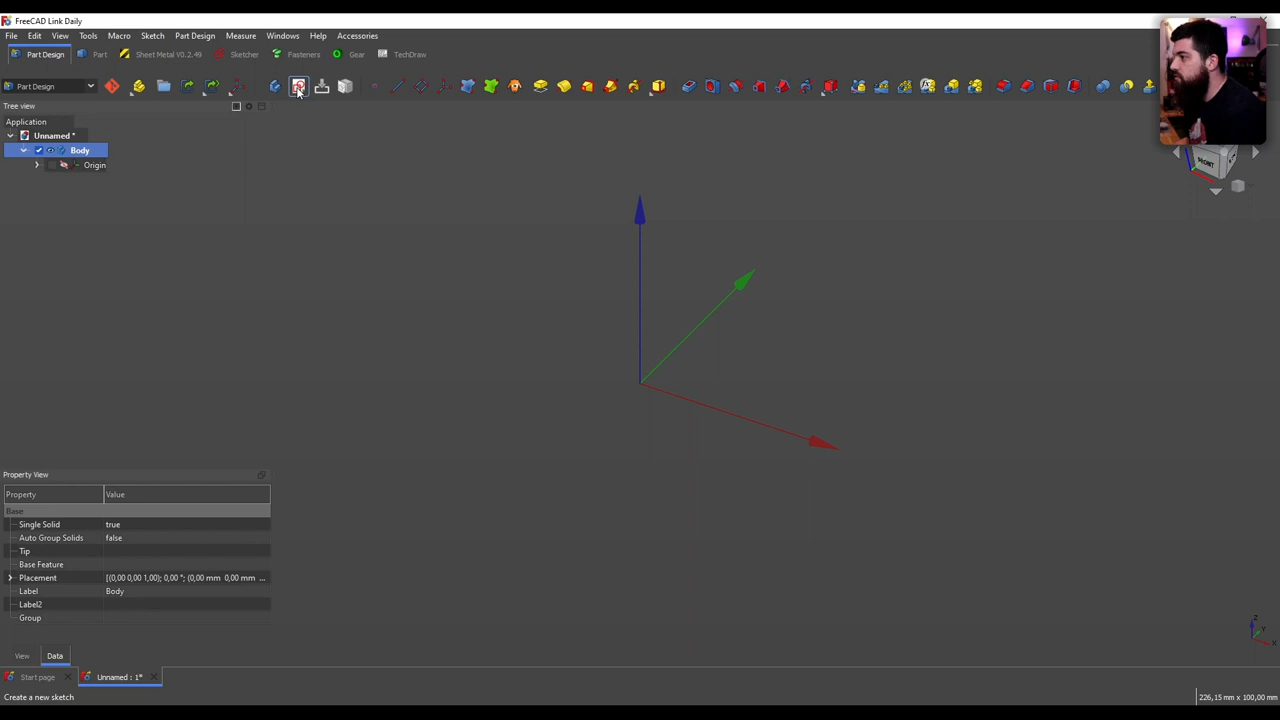 FreeCAD Link Daily
File Edit View Tools Macro Sketch Part Design Measure Windows Help Accessories
Part Design Part Sheet Metal V0.2.49 Sketcher Fasteners Gear TechDraw
Part Design
Tree view
Application
Unnamed *
Body
Origin
FRONT
Property View
Property Value
Base
Single Solid true
Auto Group Solids false
Tip
Base Feature
Placement [(0,00 0,00 1,00); 0,00 °; (0,00 mm 0,00 mm ...
Label Body
Label2
Group
View Data
Start page Unnamed : 1*
Create a new sketch
Z
Y
X
226,15 mm x 100,00 mm